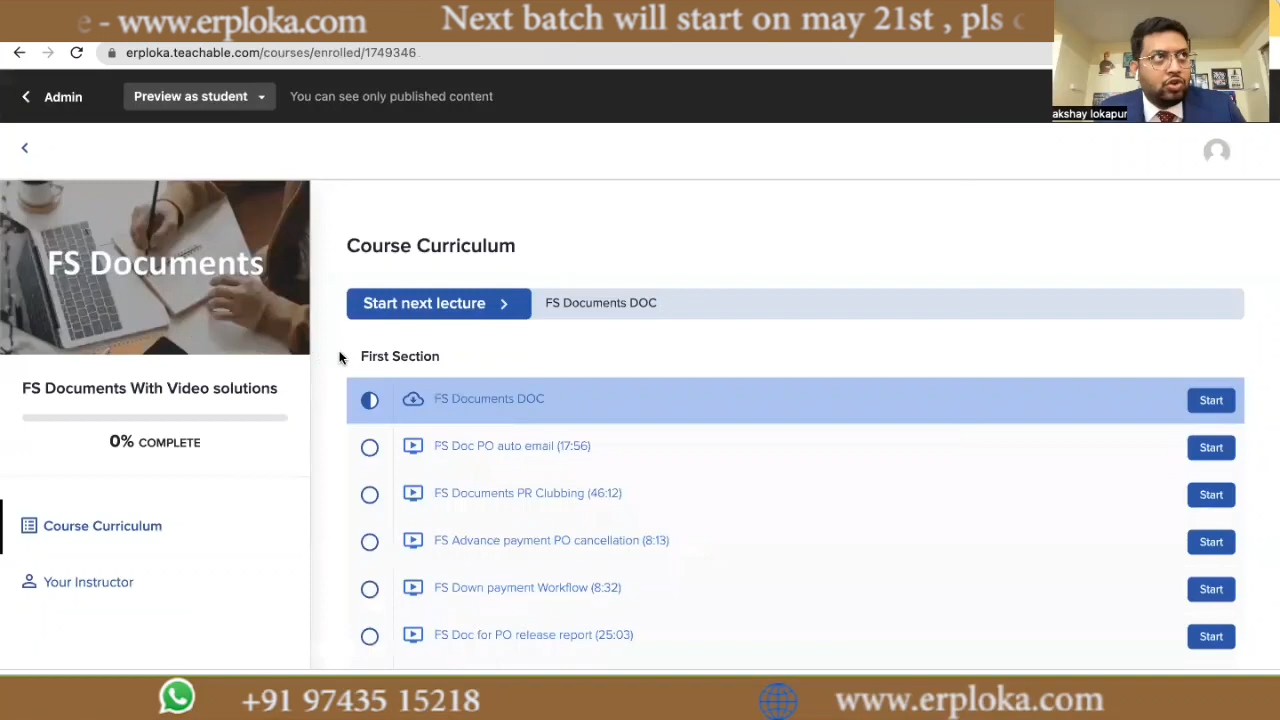 e - www.erploka.com
Next batch will start on may 21st , pls
erploka.teachable.com/courses/enrolled/1749346
Admin
Preview as student
You can see only published content
akshay lokapur
FS Documents
FS Documents With Video solutions
0% COMPLETE
Course Curriculum
Your Instructor
Course Curriculum
Start next lecture
FS Documents DOC
First Section
FS Documents DOC
Start
FS Doc PO auto email (17:56)
Start
FS Documents PR Clubbing (46:12)
Start
FS Advance payment PO cancellation (8:13)
Start
FS Down payment Workflow (8:32)
Start
FS Doc for PO release report (25:03)
Start
+91 97435 15218
www.erploka.com